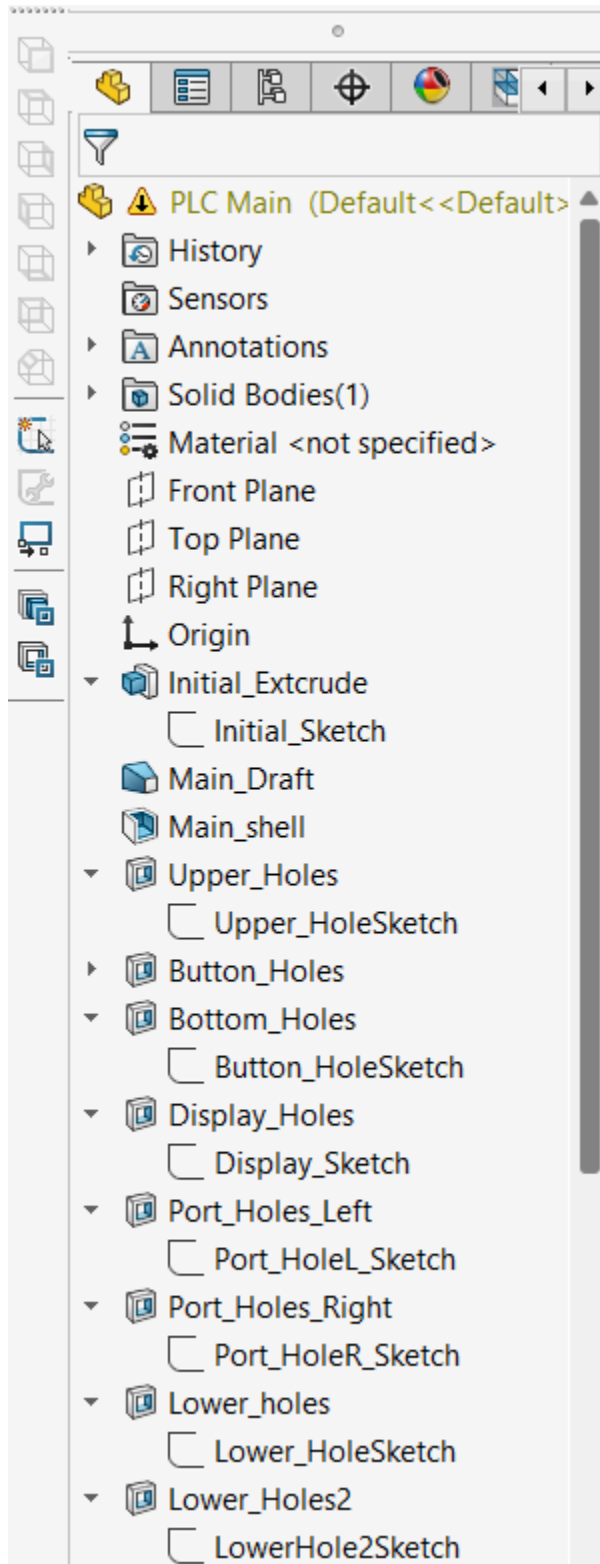 PLC Main (Default<<Default>
History
Sensors
Annotations
Solid Bodies(1)
Material <not specified>
Front Plane
Top Plane
Right Plane
Origin
Initial_Extcrude
Initial_Sketch
Main_Draft
Main_shell
Upper_Holes
Upper_HoleSketch
Button_Holes
Bottom_Holes
Button_HoleSketch
Display_Holes
Display_Sketch
Port_Holes_Left
Port_HoleL_Sketch
Port_Holes_Right
Port_HoleR_Sketch
Lower_holes
Lower_HoleSketch
Lower_Holes2
LowerHole2Sketch